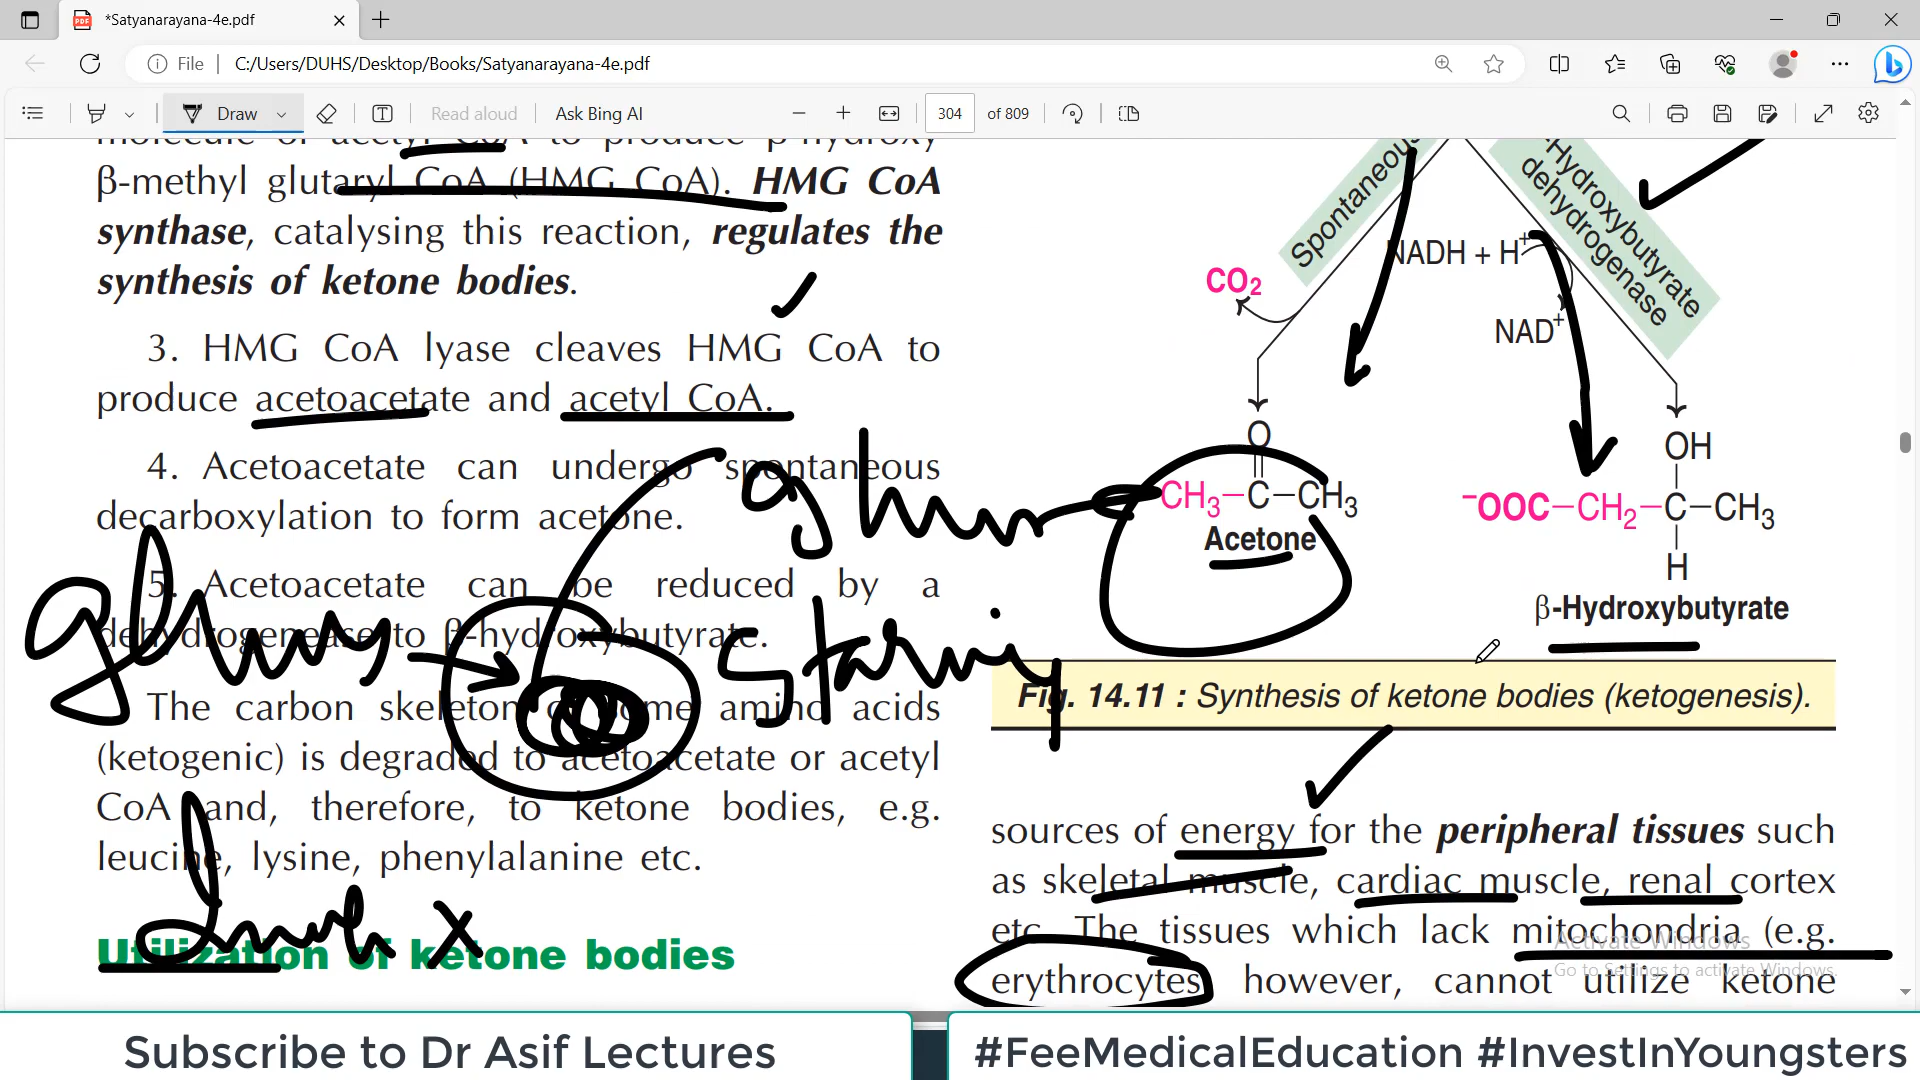 *Satyanarayana-4e.pdf
File
C:/Users/DUHS/Desktop/Books/Satyanarayana-4e.pdf
Draw
Read aloud
Ask Bing AI
304 of 809
molecule of acetyl CoA to produce β-hydroxy
β-methyl glutaryl CoA (HMG CoA). HMG CoA
synthase, catalysing this reaction, regulates the
synthesis of ketone bodies.
3. HMG CoA lyase cleaves HMG CoA to
produce acetoacetate and acetyl CoA.
4. Acetoacetate can undergo spontaneous
decarboxylation to form acetone.
5. Acetoacetate can be reduced by a
dehydrogenase to β-hydroxybutyrate.
The carbon skeleton of some amino acids
(ketogenic) is degraded to acetoacetate or acetyl
CoA and, therefore, to ketone bodies, e.g.
leucine, lysine, phenylalanine etc.
Utilization of ketone bodies
Spontaneous
Hydroxybutyrate
dehydrogenase
NADH + H+
CO2
NAD+
O
CH3–C–CH3
Acetone
OH
−OOC–CH2–C–CH3
H
β-Hydroxybutyrate
Fig. 14.11 : Synthesis of ketone bodies (ketogenesis).
sources of energy for the peripheral tissues such
as skeletal muscle, cardiac muscle, renal cortex
etc. The tissues which lack mitochondria (e.g.
erythrocytes however, cannot utilize ketone
Activate Windows
Go to Settings to activate Windows.
Subscribe to Dr Asif Lectures
#FeeMedicalEducation #InvestInYoungsters